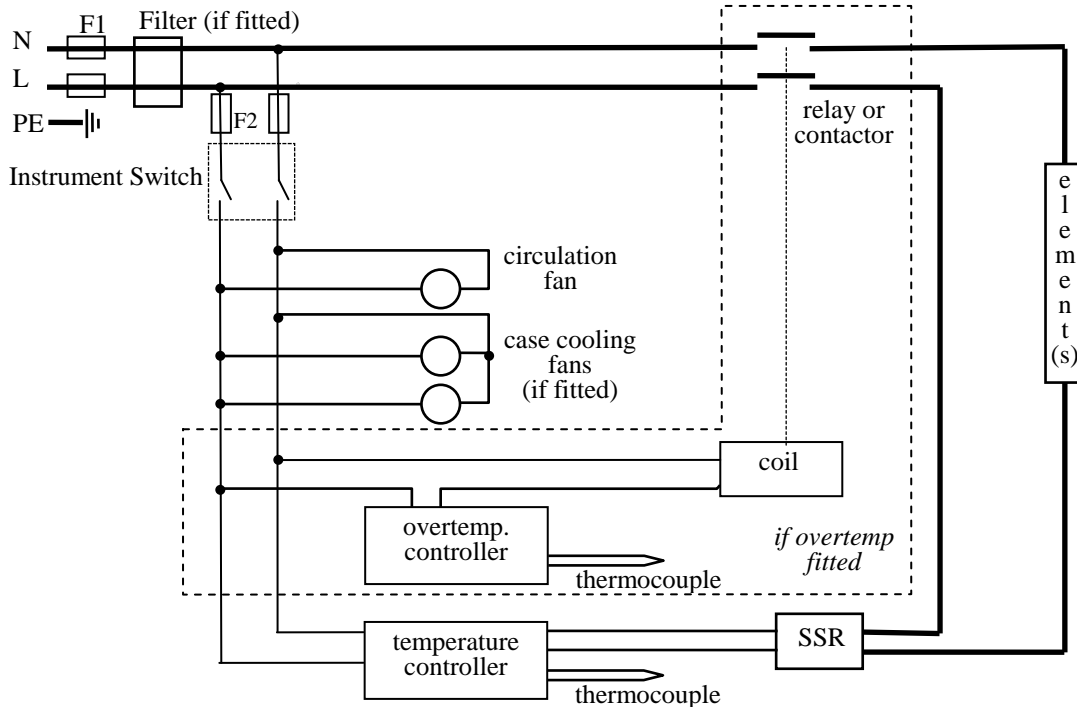 F1
Filter (if fitted)
N
L
PE
F2
relay or
contactor
Instrument Switch
circulation
fan
case cooling
fans
(if fitted)
element(s)
coil
overtemp.
controller
if overtemp
fitted
thermocouple
temperature
controller
SSR
thermocouple